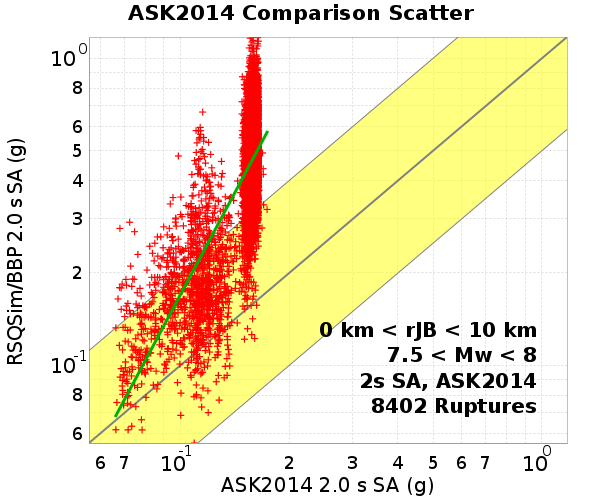 ASK2014 Comparison Scatter
RSQSim/BBP 2.0 s SA (g)
10^0
8
6
5
4
3
2
10^-1
8
6
0 km < rJB < 10 km
7.5 < Mw < 8
2s SA, ASK2014
8402 Ruptures
6 7 10^-1 2 3 4 5 6 7 8 10^0
ASK2014 2.0 s SA (g)